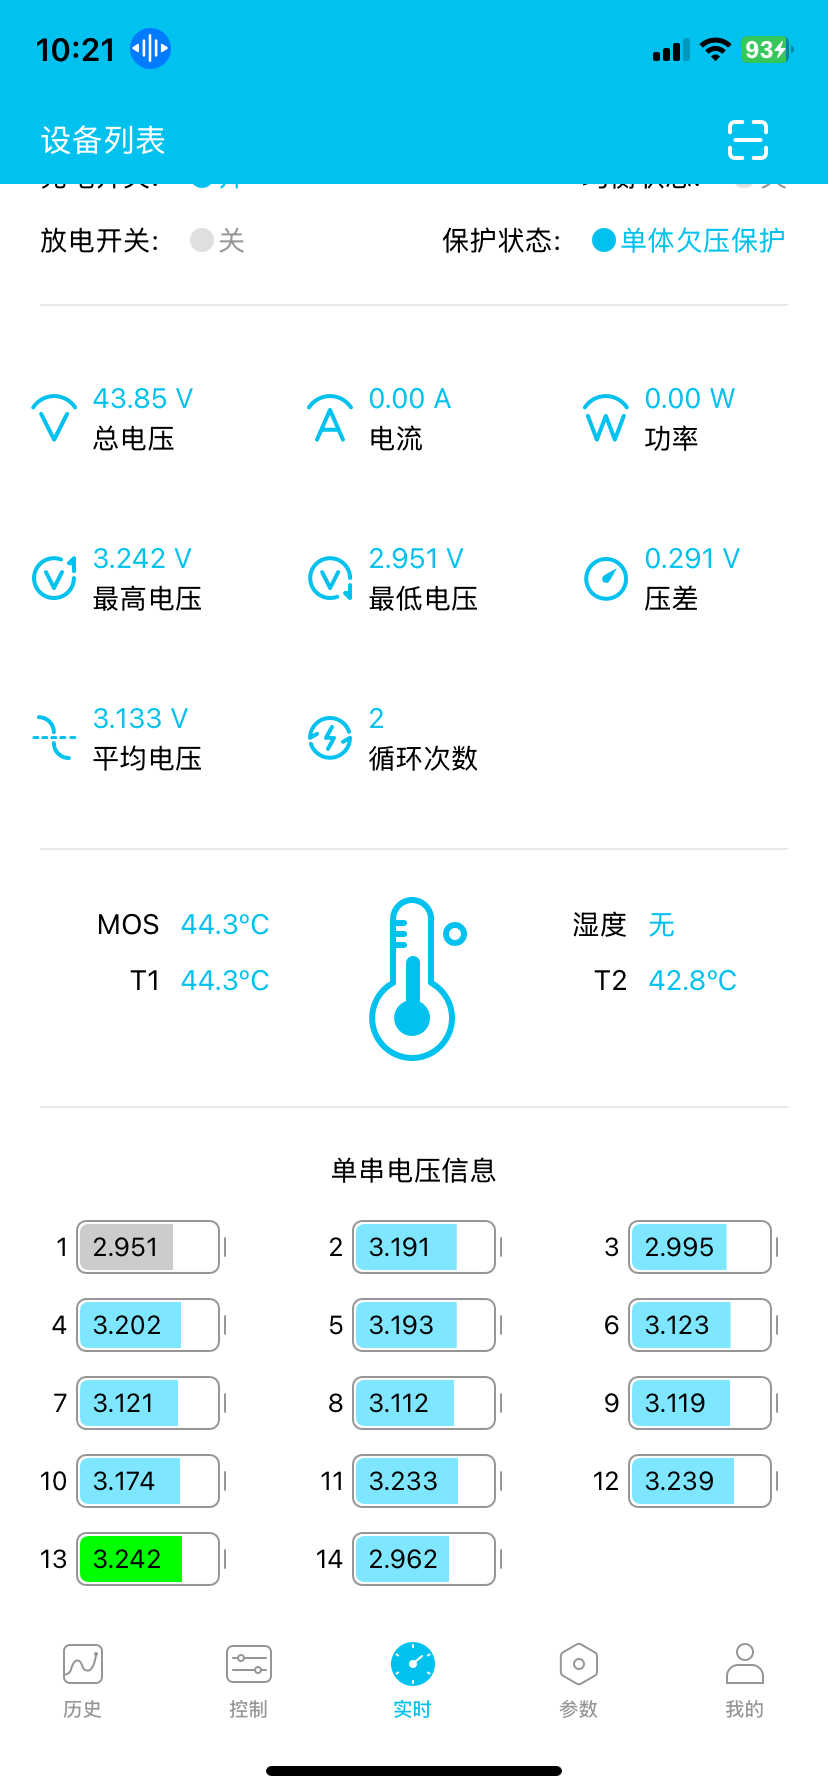 10:21 93
设备列表
放电开关: 关 保护状态: 单体欠压保护
43.85 V 0.00 A 0.00 W
总电压 电流 功率
3.242 V 2.951 V 0.291 V
最高电压 最低电压 压差
3.133 V 2
平均电压 循环次数
MOS 44.3°C 湿度 无
T1 44.3°C T2 42.8°C
单串电压信息
1 2.951 2 3.191 3 2.995
4 3.202 5 3.193 6 3.123
7 3.121 8 3.112 9 3.119
10 3.174 11 3.233 12 3.239
13 3.242 14 2.962
历史 控制 实时 参数 我的